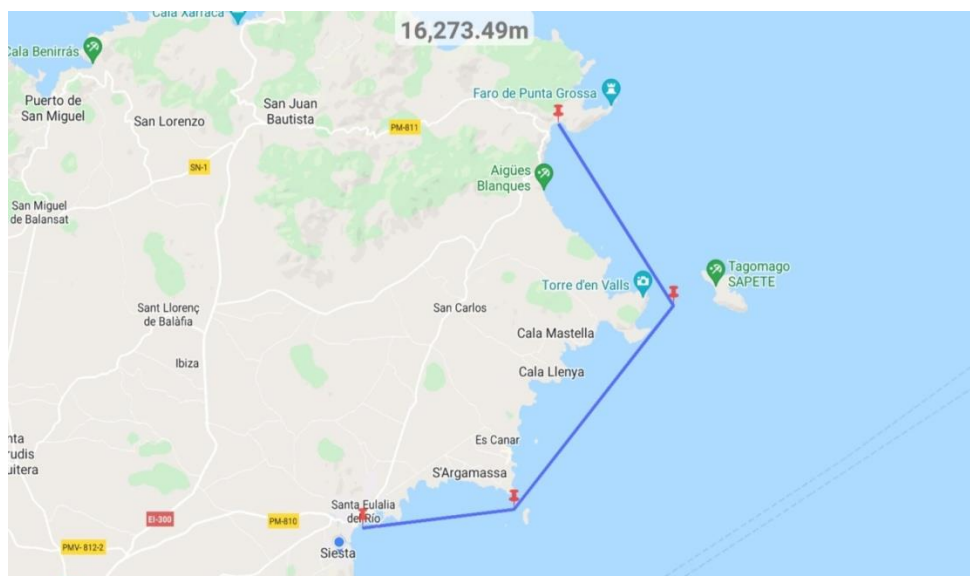 Cala Xarraca
16,273.49m
Cala Benirrás
Faro de Punta Grossa
Puerto de
San Miguel
San Juan
Bautista
San Lorenzo
PM-811
SN-1
Aigües
Blanques
San Miguel
de Balansat
Tagomago
SAPETE
Torre d'en Valls
Sant Llorenç
de Balàfia
San Carlos
Cala Mastella
Ibiza
Cala Llenya
nta
rudis
uitera
Es Canar
S'Argamassa
Santa Eulalia
del Río
EI-300
PM-810
PMV- 812-2
Siesta